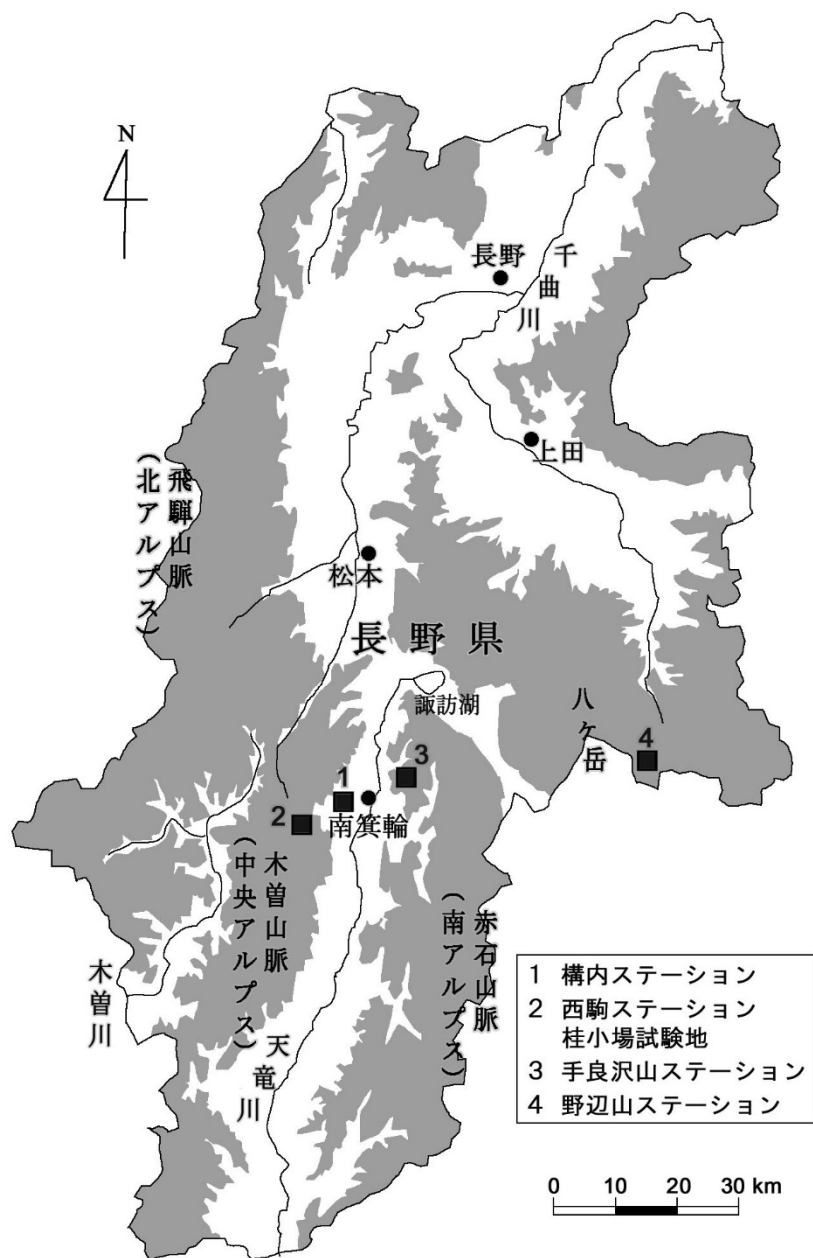 N
長野
千曲川
上田
飛騨山脈
(北アルプス)
松本
長野県
諏訪湖
八ヶ岳
4
3
1
南箕輪
2
木曽山脈
(中央アルプス)
赤石山脈
(南アルプス)
木曽川
天竜川
1 構内ステーション
2 西駒ステーション
桂小場試験地
3 手良沢山ステーション
4 野辺山ステーション
0 10 20 30 km